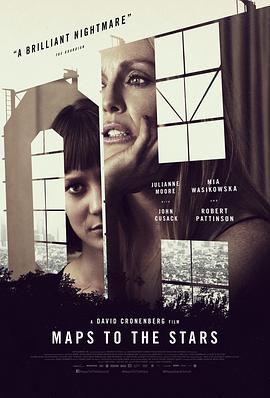 "A BRILLIANT NIGHTMARE"
THE GUARDIAN
JULIANNE
MOORE
MIA
WASIKOWSKA
WITH
AND
JOHN
CUSACK
ROBERT
PATTINSON
A DAVID CRONENBERG FILM
MAPS TO THE STARS